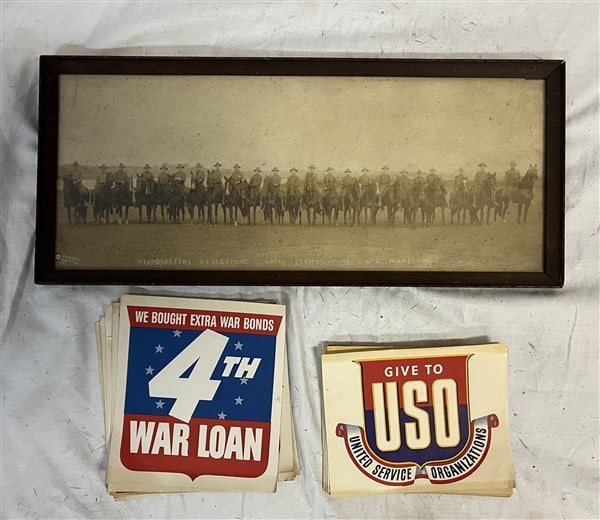 HEADQUARTERS DETACHMENT
WE BOUGHT EXTRA WAR BONDS
4TH
WAR LOAN
GIVE TO
USO
UNITED SERVICE ORGANIZATIONS